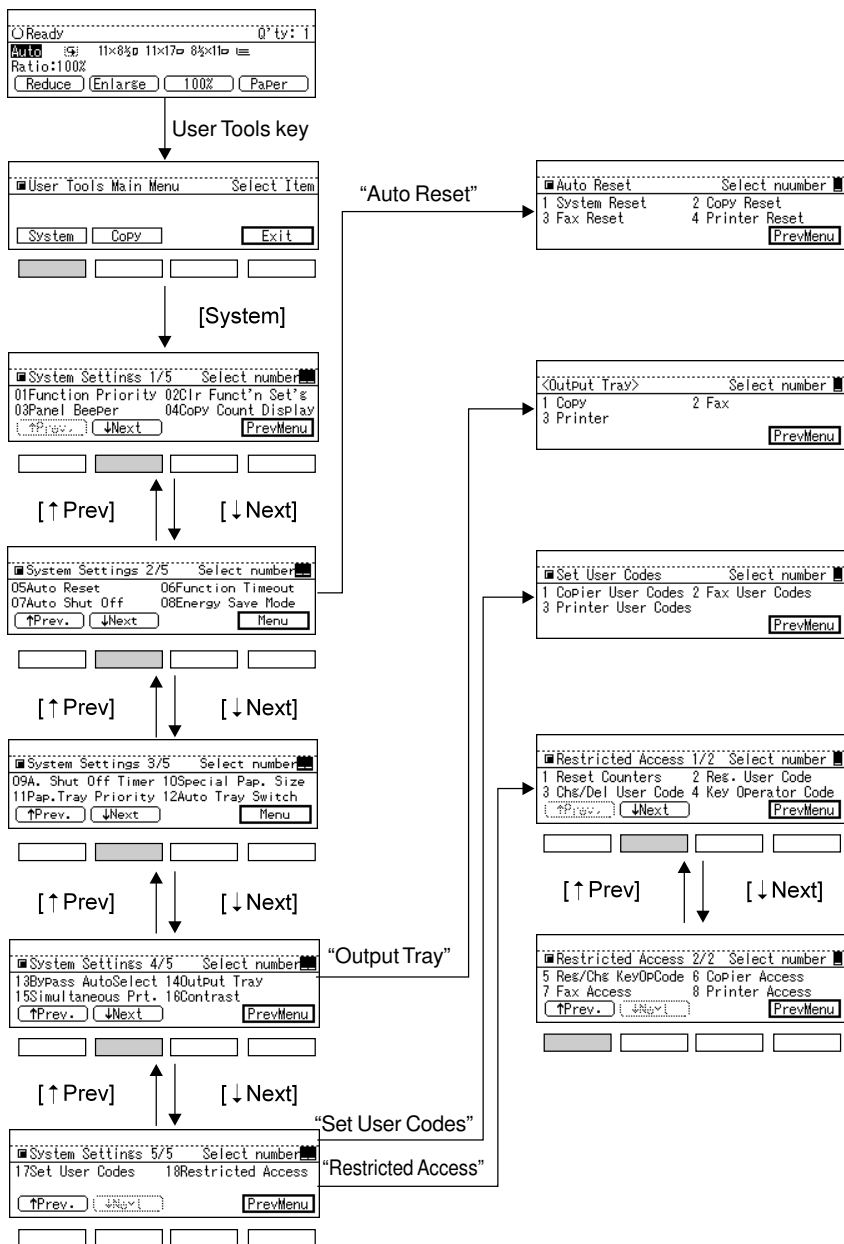 Ready Q'ty: 1
Auto 11×8½ 11×17 8½×11
Ratio:100%
Reduce Enlarge 100% Paper
User Tools key
User Tools Main Menu Select Item
System Copy Exit
[System]
System Settings 1/5 Select number
01Function Priority 02Clr Funct'n Set's
03Panel Beeper 04Copy Count Display
↑Prev. ↓Next PrevMenu
[↑Prev] [↓Next]
System Settings 2/5 Select number
05Auto Reset 06Function Timeout
07Auto Shut Off 08Energy Save Mode
↑Prev. ↓Next Menu
[↑Prev] [↓Next]
System Settings 3/5 Select number
09A. Shut Off Timer 10Special Pap. Size
11Pap.Tray Priority 12Auto Tray Switch
↑Prev. ↓Next Menu
[↑Prev] [↓Next]
System Settings 4/5 Select number
13Bypass AutoSelect 14Output Tray
15Simultaneous Prt. 16Contrast
↑Prev. ↓Next PrevMenu
[↑Prev] [↓Next]
System Settings 5/5 Select number
17Set User Codes 18Restricted Access
↑Prev. ↓Next PrevMenu
“Auto Reset”
“Output Tray”
“Set User Codes”
“Restricted Access”
Auto Reset Select nuumber
1 System Reset 2 Copy Reset
3 Fax Reset 4 Printer Reset
PrevMenu
<Output Tray> Select number
1 Copy 2 Fax
3 Printer
PrevMenu
Set User Codes Select number
1 Copier User Codes 2 Fax User Codes
3 Printer User Codes
PrevMenu
Restricted Access 1/2 Select number
1 Reset Counters 2 Reg. User Code
3 Chg/Del User Code 4 Key Operator Code
↑Prev. ↓Next PrevMenu
[↑Prev] [↓Next]
Restricted Access 2/2 Select number
5 Reg/Chg KeyOpCode 6 Copier Access
7 Fax Access 8 Printer Access
↑Prev. ↓Next PrevMenu